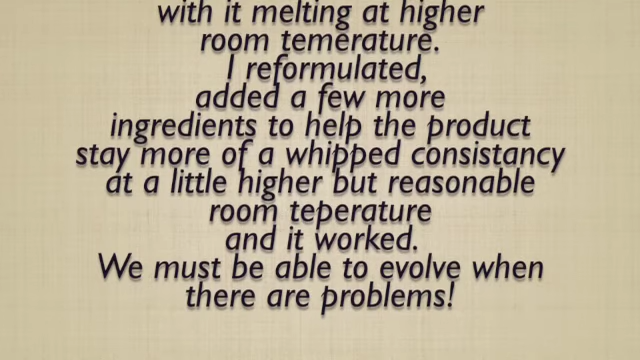 with it melting at higher
room temerature.
I reformulated,
added a few more
ingredients to help the product
stay more of a whipped consistancy
at a little higher but reasonable
room teperature
and it worked.
We must be able to evolve when
there are problems!